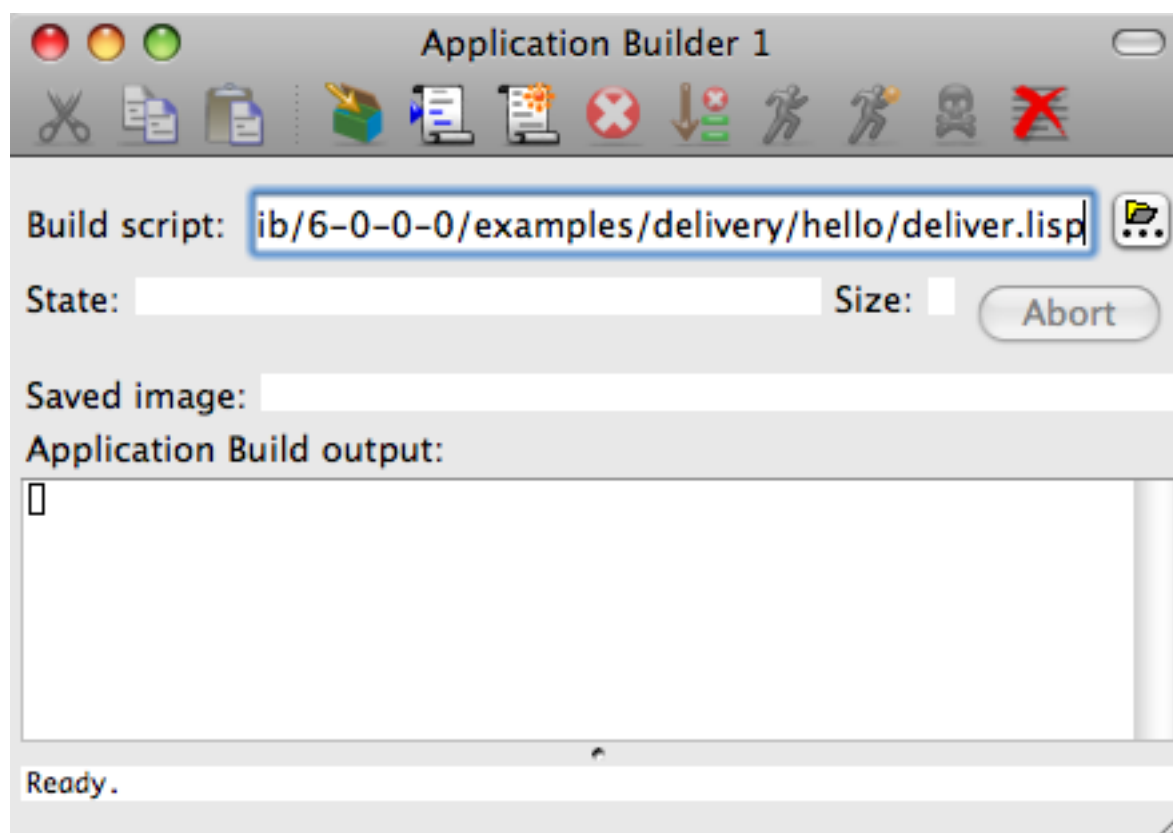 Application Builder 1
Build script: ib/6-0-0-0/examples/delivery/hello/deliver.lisp
State: Size: Abort
Saved image:
Application Build output:
Ready.